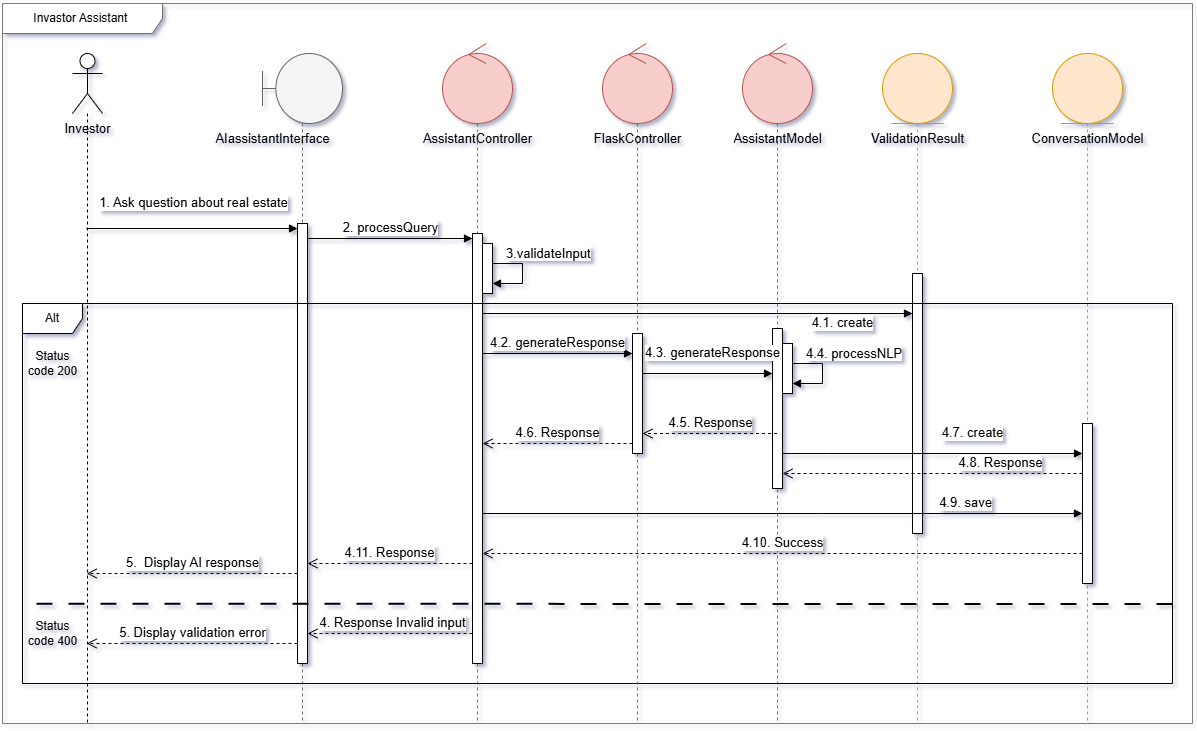 Invastor Assistant
Investor
AIassistantInterface
AssistantController
FlaskController
AssistantModel
ValidationResult
ConversationModel
1. Ask question about real estate
2. processQuery
3.validateInput
Alt
4.1. create
Status
code 200
4.2. generateResponse
4.3. generateResponse
4.4. processNLP
4.5. Response
4.6. Response
4.7. create
4.8. Response
4.9. save
4.10. Success
4.11. Response
5.  Display AI response
Status
code 400
4. Response Invalid input
5. Display validation error